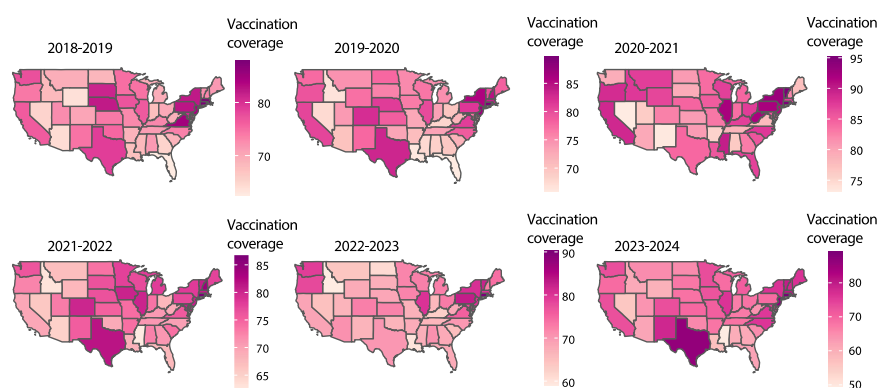 2018-2019
Vaccination
coverage
80
70
2019-2020
Vaccination
coverage
85
80
75
70
2020-2021
Vaccination
coverage
95
90
85
80
75
2021-2022
Vaccination
coverage
85
80
75
70
65
2022-2023
Vaccination
coverage
90
80
70
60
2023-2024
Vaccination
coverage
80
70
60
50